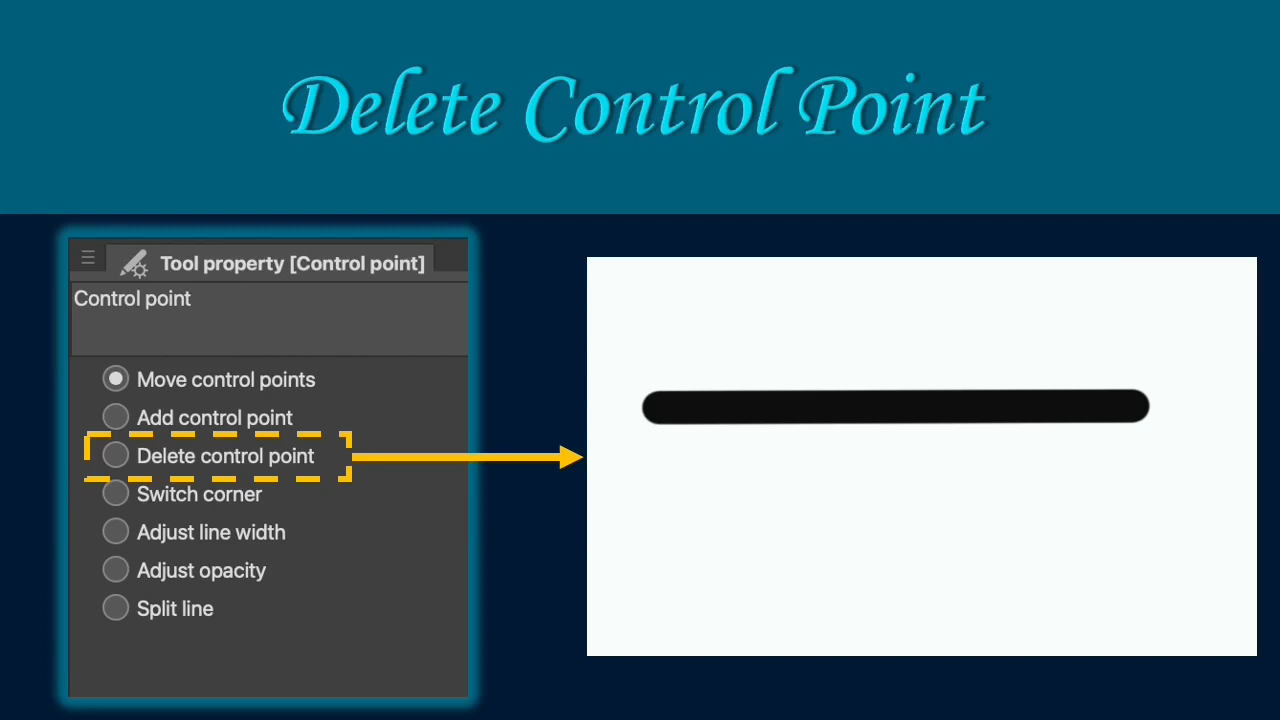 Delete Control Point
Tool property [Control point]
Control point
Move control points
Add control point
Delete control point
Switch corner
Adjust line width
Adjust opacity
Split line